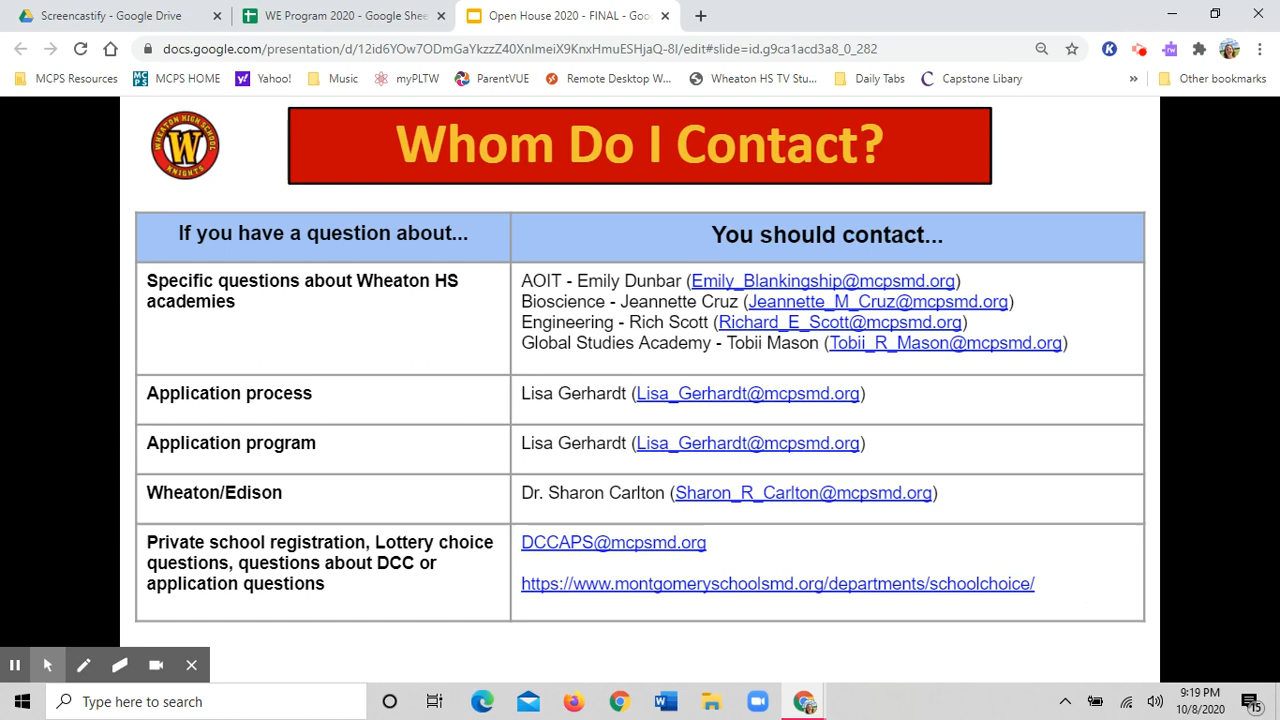 Screencastify - Google Drive
WE Program 2020 - Google Shee
Open House 2020 - FINAL - Goo
docs.google.com/presentation/d/12id6YOw7ODmGaYkzzZ40XnImeiX9KnxHmuESHjaQ-8I/edit#slide=id.g9ca1acd3a8_0_282
MCPS Resources
MCPS HOME
Yahoo!
Music
myPLTW
ParentVUE
Remote Desktop W...
Wheaton HS TV Stu...
Daily Tabs
Capstone Library
»
Other bookmarks
WHEATON HIGH SCHOOL
W
KNIGHTS
Whom Do I Contact?
If you have a question about...
You should contact...
Specific questions about Wheaton HS
academies
AOIT - Emily Dunbar (Emily_Blankingship@mcpsmd.org)
Bioscience - Jeannette Cruz (Jeannette_M_Cruz@mcpsmd.org)
Engineering - Rich Scott (Richard_E_Scott@mcpsmd.org)
Global Studies Academy - Tobii Mason (Tobii_R_Mason@mcpsmd.org)
Application process
Lisa Gerhardt (Lisa_Gerhardt@mcpsmd.org)
Application program
Lisa Gerhardt (Lisa_Gerhardt@mcpsmd.org)
Wheaton/Edison
Dr. Sharon Carlton (Sharon_R_Carlton@mcpsmd.org)
Private school registration, Lottery choice
questions, questions about DCC or
application questions
DCCAPS@mcpsmd.org
https://www.montgomeryschoolsmd.org/departments/schoolchoice/
Type here to search
9:19 PM
10/8/2020
15